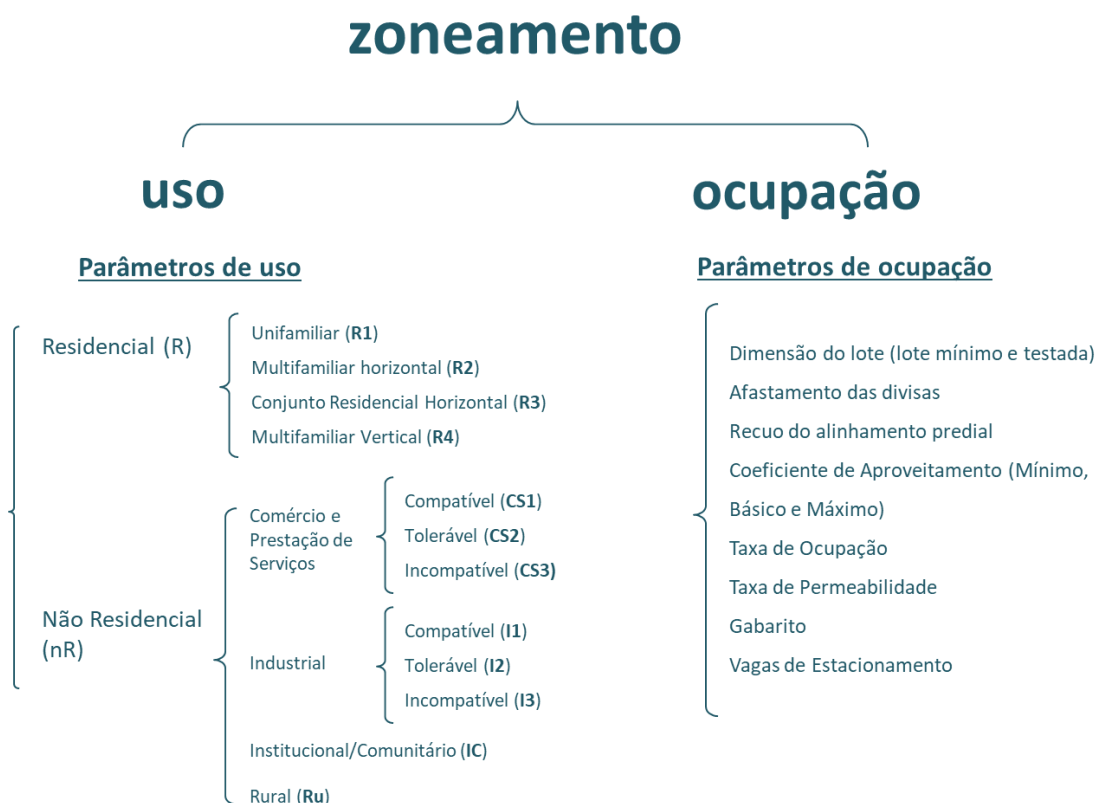 zoneamento
uso
Parâmetros de uso
Residencial (R)
Unifamiliar (R1)
Multifamiliar horizontal (R2)
Conjunto Residencial Horizontal (R3)
Multifamiliar Vertical (R4)
Não Residencial
(nR)
Comércio e
Prestação de
Serviços
Compatível (CS1)
Tolerável (CS2)
Incompatível (CS3)
Industrial
Compatível (I1)
Tolerável (I2)
Incompatível (I3)
Institucional/Comunitário (IC)
Rural (Ru)
ocupação
Parâmetros de ocupação
Dimensão do lote (lote mínimo e testada)
Afastamento das divisas
Recuo do alinhamento predial
Coeficiente de Aproveitamento (Mínimo,
Básico e Máximo)
Taxa de Ocupação
Taxa de Permeabilidade
Gabarito
Vagas de Estacionamento